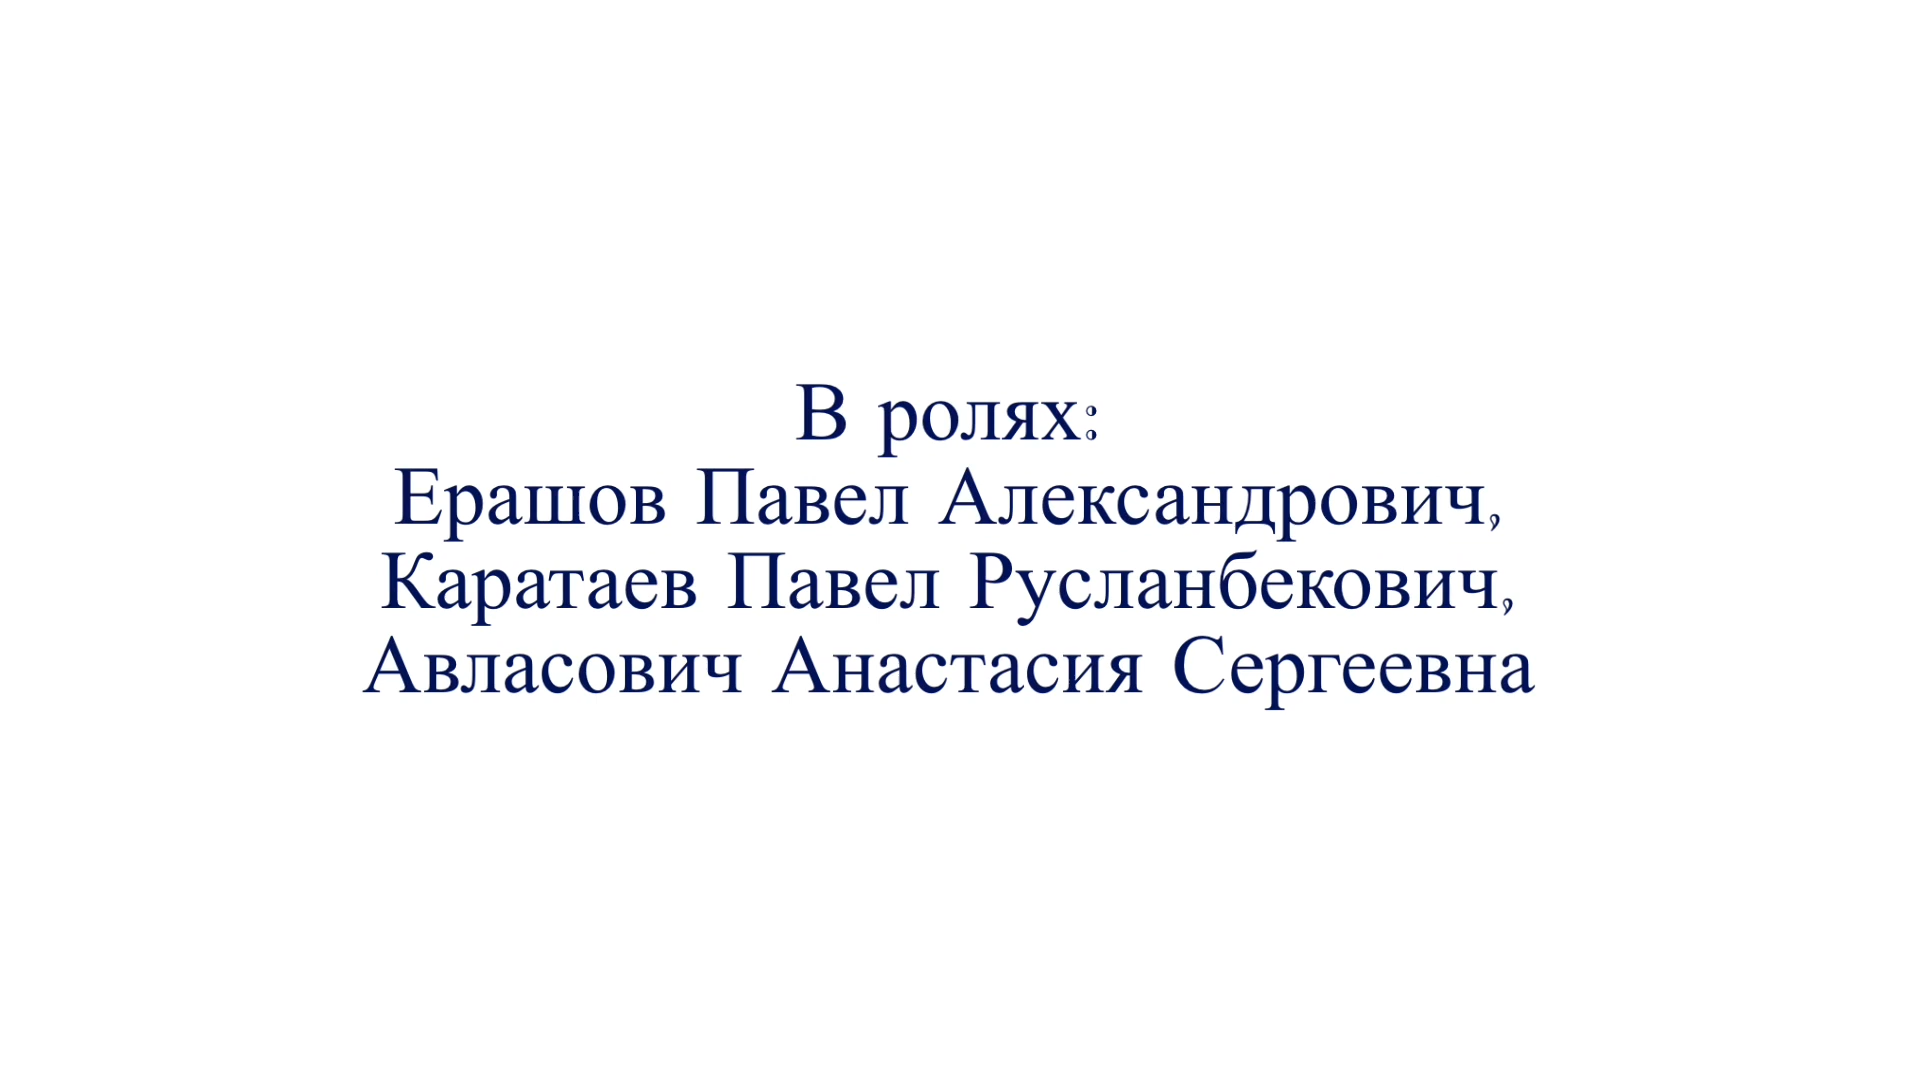 В ролях:
Ерашов Павел Александрович,
Каратаев Павел Русланбекович,
Авласович Анастасия Сергеевна